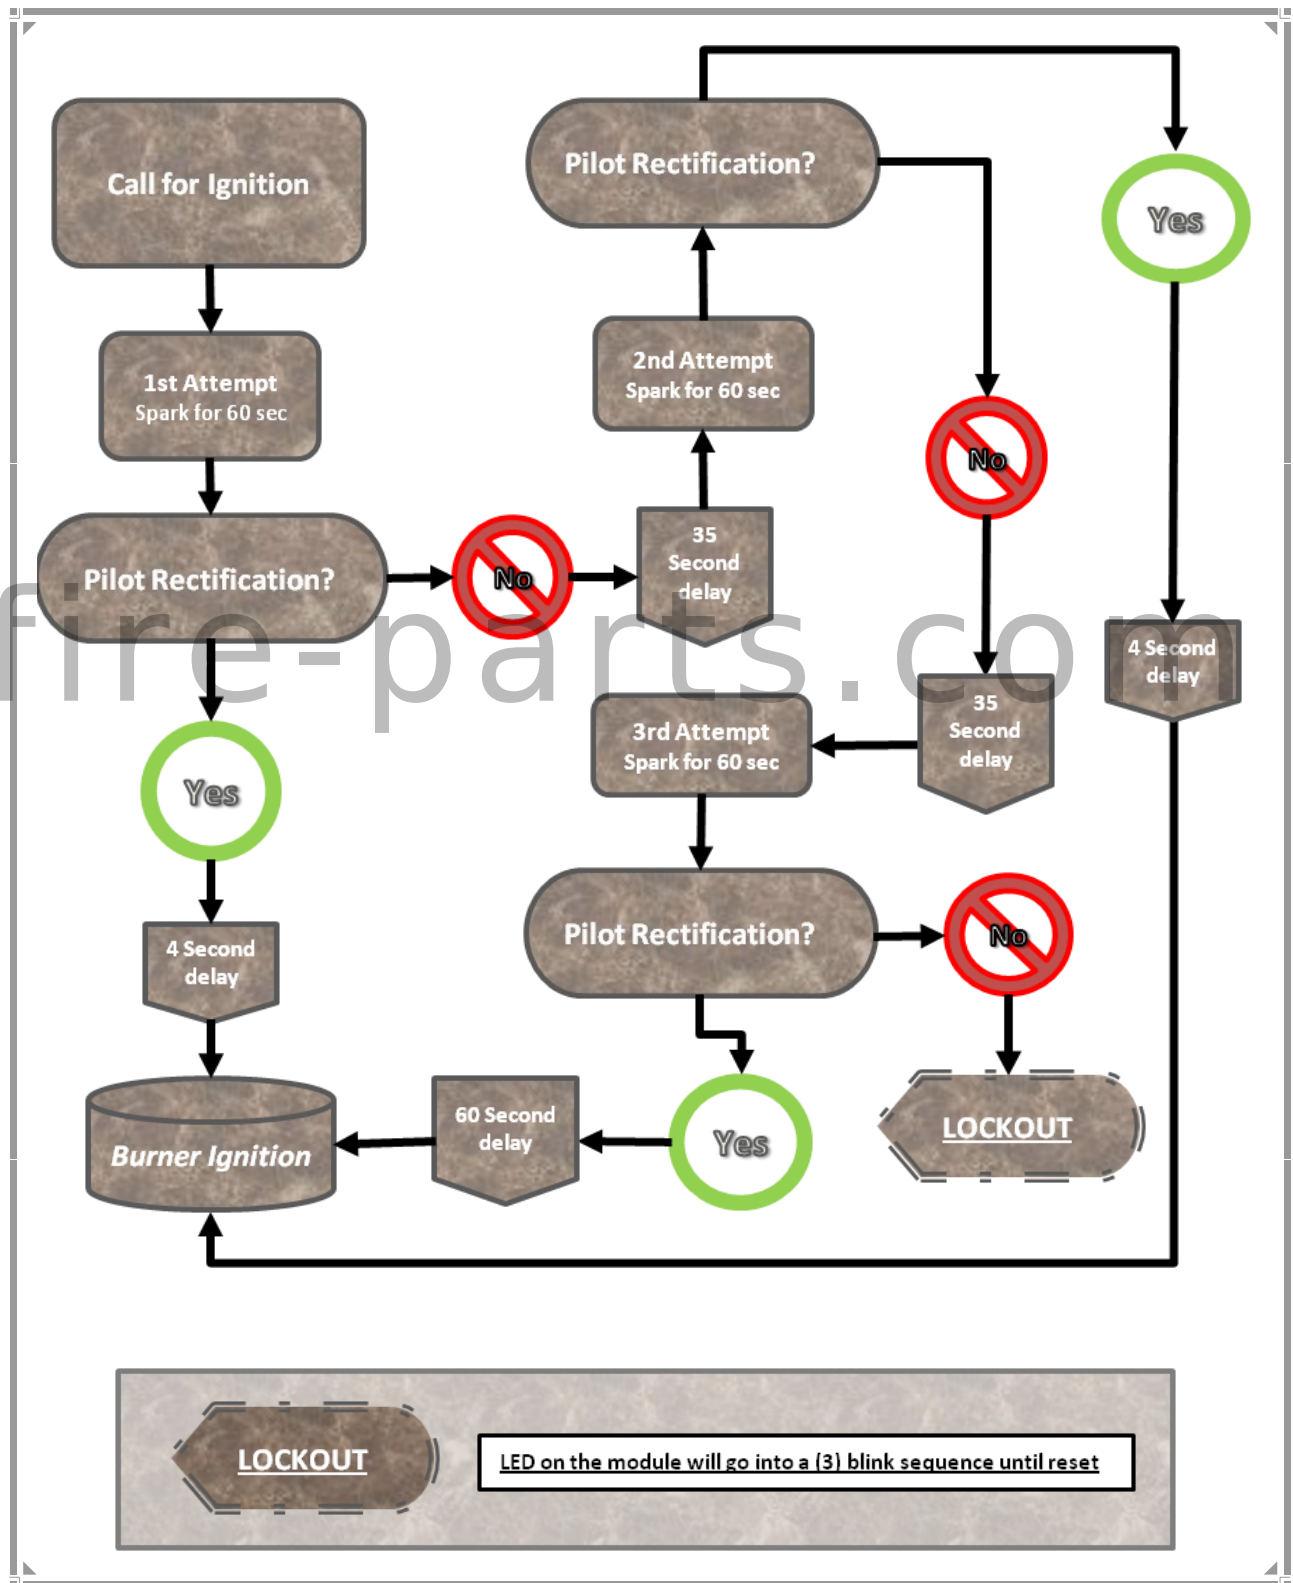 Call for Ignition
1st Attempt
Spark for 60 sec
Pilot Rectification?
No
35
Second
delay
2nd Attempt
Spark for 60 sec
Pilot Rectification?
Yes
4 Second
delay
No
35
Second
delay
3rd Attempt
Spark for 60 sec
Pilot Rectification?
No
LOCKOUT
Yes
60 Second
delay
Yes
4 Second
delay
Burner Ignition
fire-parts.com
LOCKOUT
LED on the module will go into a (3) blink sequence until reset